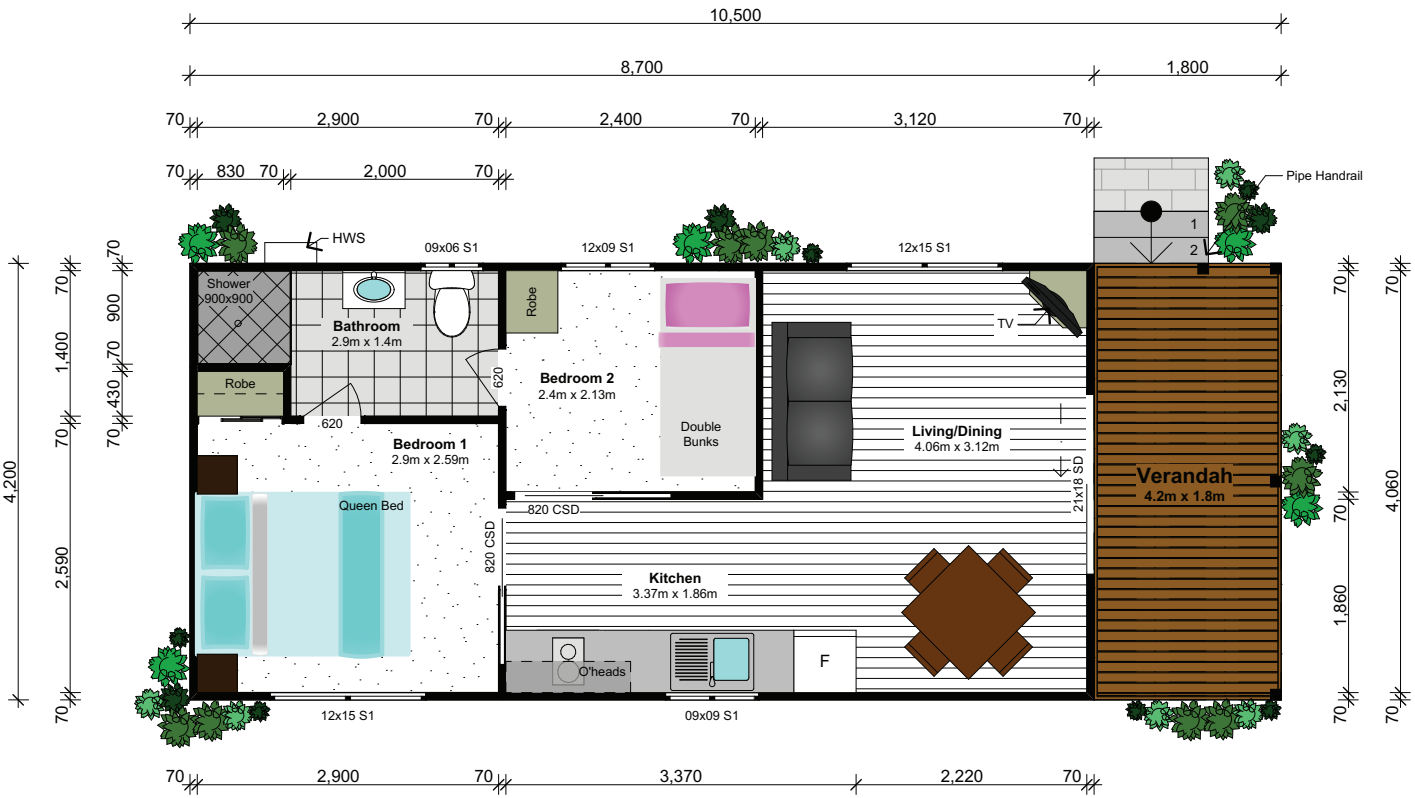 10,500
8,700
1,800
70
2,900
70
2,400
70
3,120
70
70
830
70
2,000
70
Pipe Handrail
HWS
09x06 S1
12x09 S1
12x15 S1
1
2
Shower
900x900
Bathroom
2.9m x 1.4m
Robe
TV
Robe
620
620
Bedroom 2
2.4m x 2.13m
Double
Bunks
Living/Dining
4.06m x 3.12m
21x18 SD
Verandah
4.2m x 1.8m
Bedroom 1
2.9m x 2.59m
Queen Bed
820 CSD
820 CSD
Kitchen
3.37m x 1.86m
O'heads
F
12x15 S1
09x09 S1
4,200
70
1,400
70
2,590
70
70
900
70
430
70
70
2,130
70
1,860
70
70
4,060
70
70
2,900
70
3,370
2,220
70